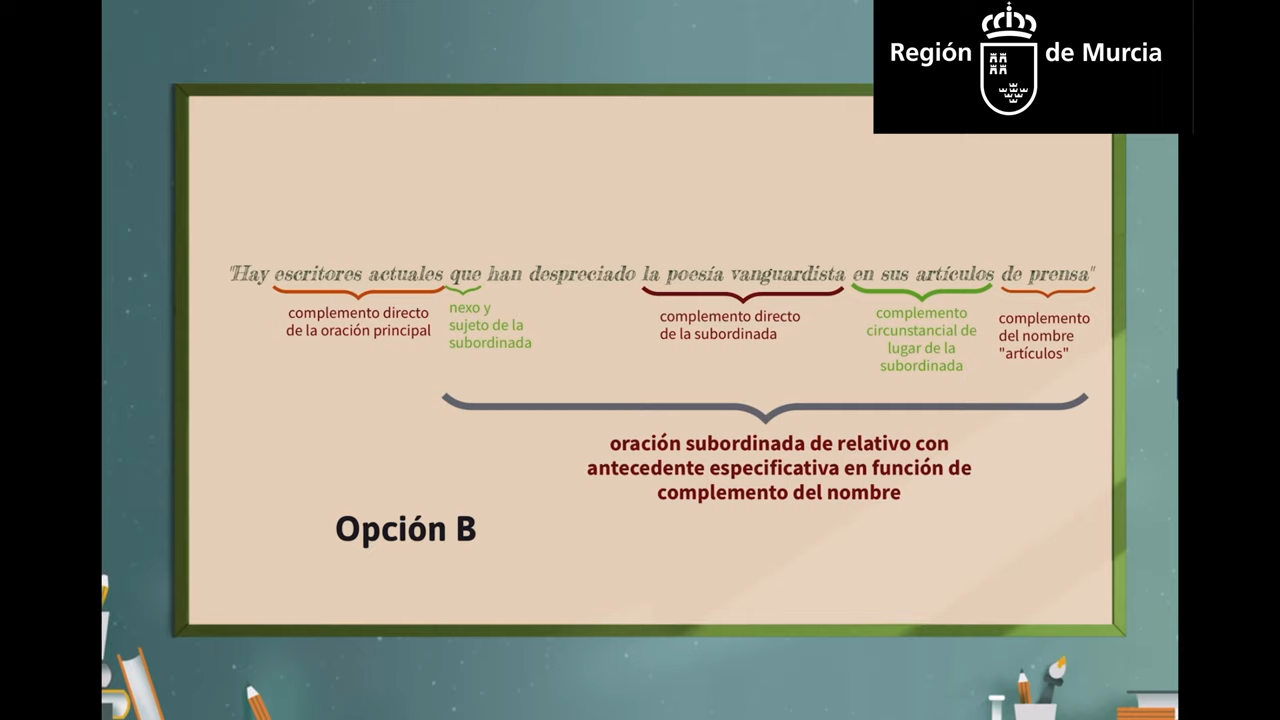 Región de Murcia
"Hay escritores actuales que han despreciado la poesía vanguardista en sus artículos de prensa"
complemento directo
de la oración principal
nexo y
sujeto de la
subordinada
complemento directo
de la subordinada
complemento
circunstancial de
lugar de la
subordinada
complemento
del nombre
"artículos"
oración subordinada de relativo con
antecedente especificativa en función de
complemento del nombre
Opción B